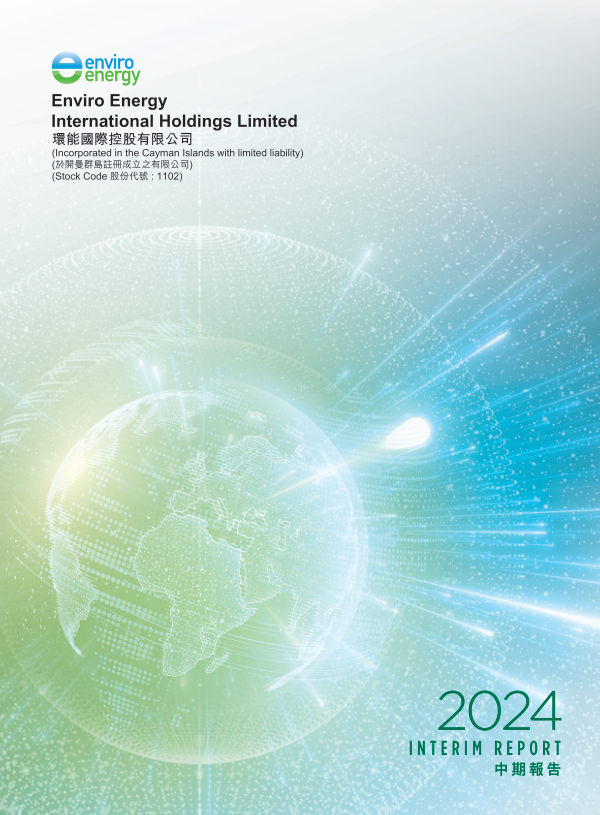 enviro
energy
Enviro Energy
International Holdings Limited
環能國際控股有限公司
(Incorporated in the Cayman Islands with limited liability)
(於開曼群島註冊成立之有限公司)
(Stock Code 股份代號 : 1102)
2024
INTERIM REPORT
中期報告